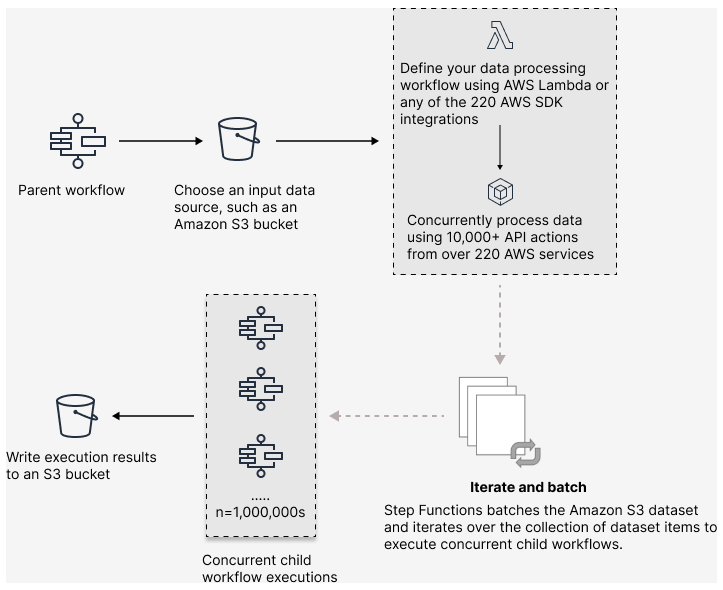 Define your data processing
workflow using AWS Lambda or
any of the 220 AWS SDK
integrations
Parent workflow
Choose an input data
source, such as an
Amazon S3 bucket
Concurrently process data
using 10,000+ API actions
from over 220 AWS services
Iterate and batch
Step Functions batches the Amazon S3 dataset
and iterates over the collection of dataset items to
execute concurrent child workflows.
.....
n=1,000,000s
Concurrent child
workflow executions
Write execution results
to an S3 bucket